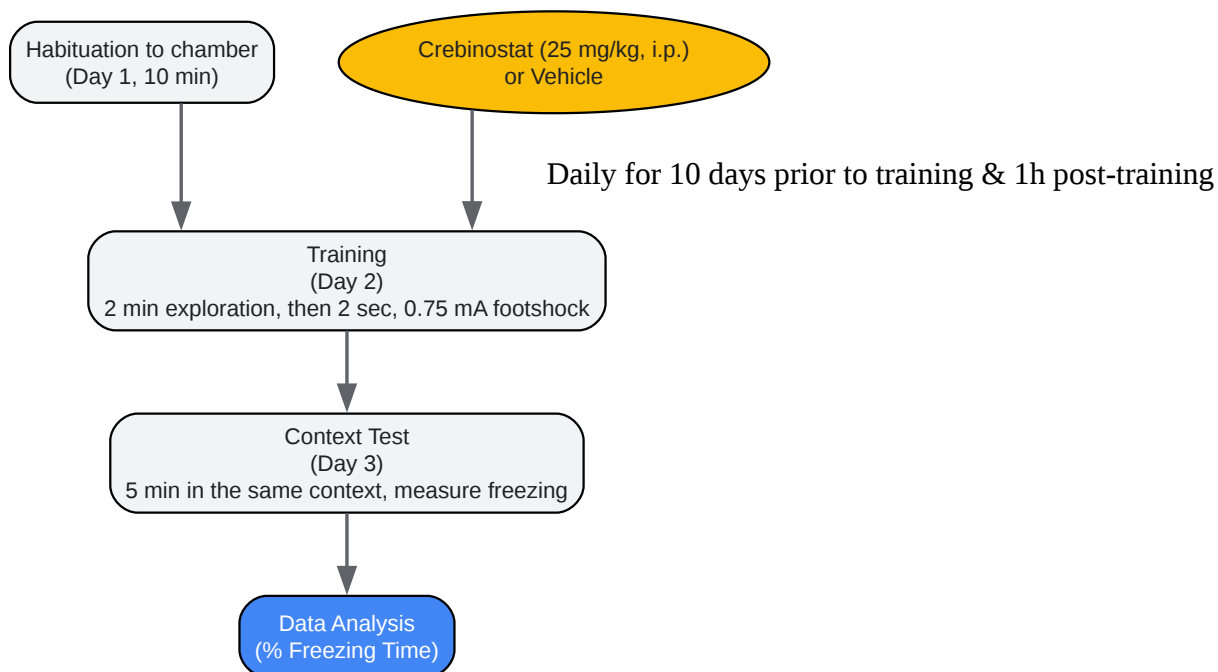 Habituation to chamber
(Day 1, 10 min)
Crebinostat (25 mg/kg, i.p.)
or Vehicle
Daily for 10 days prior to training & 1h post-training
Training
(Day 2)
2 min exploration, then 2 sec, 0.75 mA footshock
Context Test
(Day 3)
5 min in the same context, measure freezing
Data Analysis
(% Freezing Time)